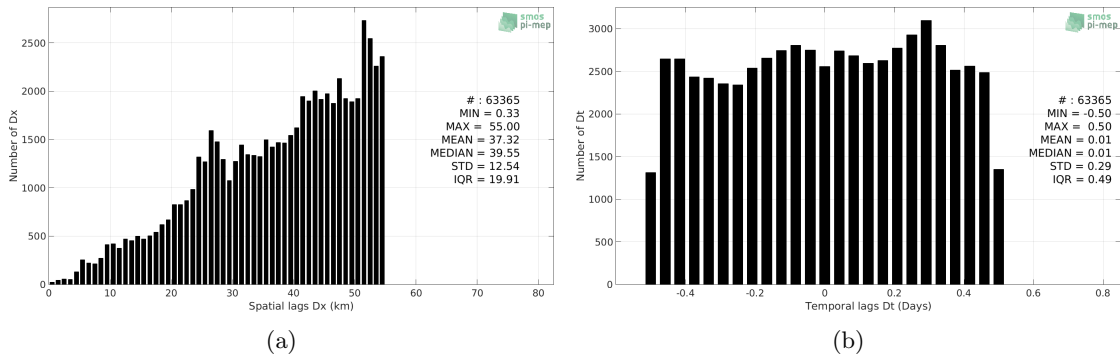 smos
pi-mep
2500
2000
1500
1000
500
0
Number of Dx
# : 63365
MIN = 0.33
MAX = 55.00
MEAN = 37.32
MEDIAN = 39.55
STD = 12.54
IQR = 19.91
0 10 20 30 40 50 60 70 80
Spatial lags Dx (km)
(a)
smos
pi-mep
3000
2500
2000
1500
1000
500
0
Number of Dt
# : 63365
MIN = -0.50
MAX = 0.50
MEAN = 0.01
MEDIAN = 0.01
STD = 0.29
IQR = 0.49
-0.4 -0.2 0 0.2 0.4 0.6 0.8
Temporal lags Dt (Days)
(b)